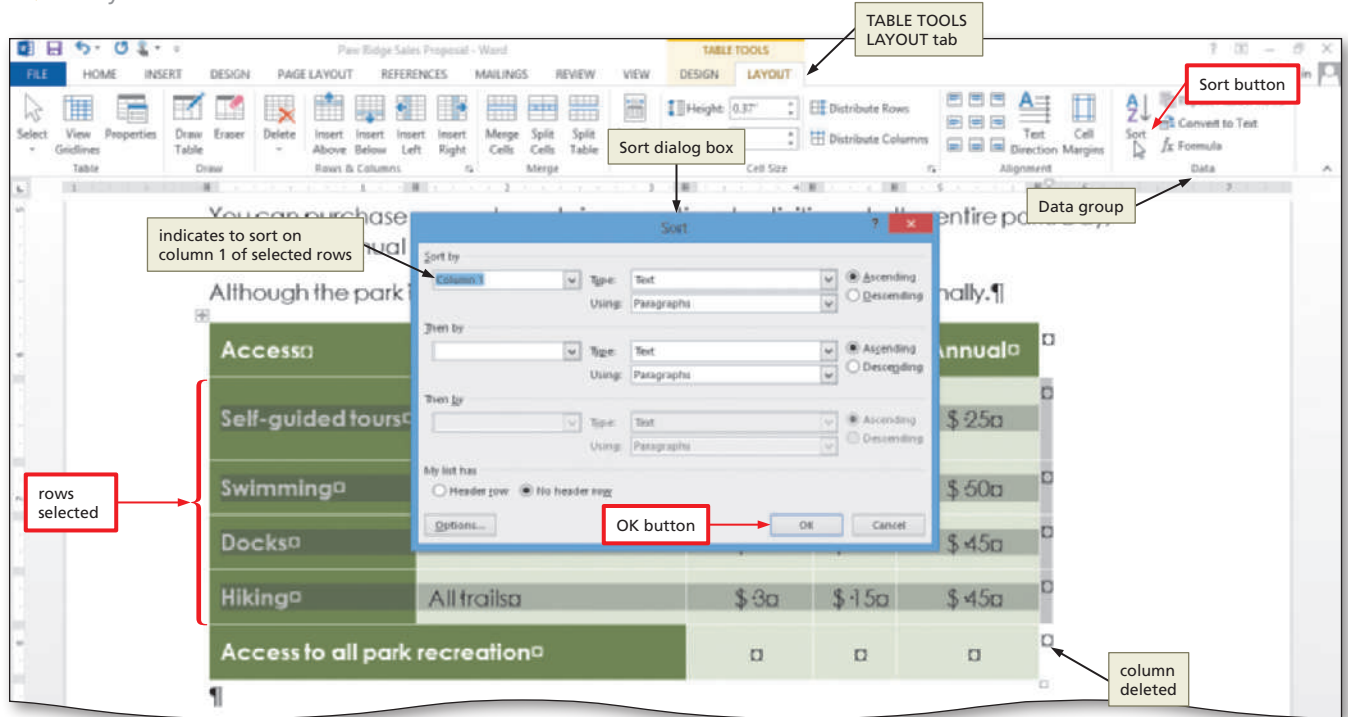 TABLE TOOLS
LAYOUT tab
Paw Ridge Sales Proposal - Word
TABLE TOOLS
FILE HOME INSERT DESIGN PAGE LAYOUT REFERENCES MAILINGS REVIEW VIEW DESIGN LAYOUT
Sort button
Select View Gridlines Properties Draw Table Eraser Delete Insert Above Insert Below Insert Left Insert Right Merge Cells Split Cells Split Table
Height: 0.37"
Distribute Rows
Distribute Columns
Text Direction Cell Margins
Sort
Convert to Text
fx Formula
Table Draw Rows & Columns Merge Cell Size Alignment Data
Sort dialog box
Data group
You can purchase
entire park
indicates to sort on
column 1 of selected rows
Although the park
nally.¶
Sort
Sort by
Column 1 Type: Text Ascending
Using: Paragraphs Descending
Then by
Type: Text Ascending
Using: Paragraphs Descending
Then by
Type: Text Ascending
Using: Paragraphs Descending
My list has
Header row No header row
Options... OK Cancel
OK button
Access¤ Annual¤ ¤
Self-guided tours¤ $·25¤ ¤
rows
selected
Swimming¤ $·50¤ ¤
Docks¤ $·45¤ ¤
Hiking¤ All trails¤ $·3¤ $·15¤ $·45¤ ¤
Access to all park recreation¤ ¤ ¤ ¤ ¤
column
deleted
¶